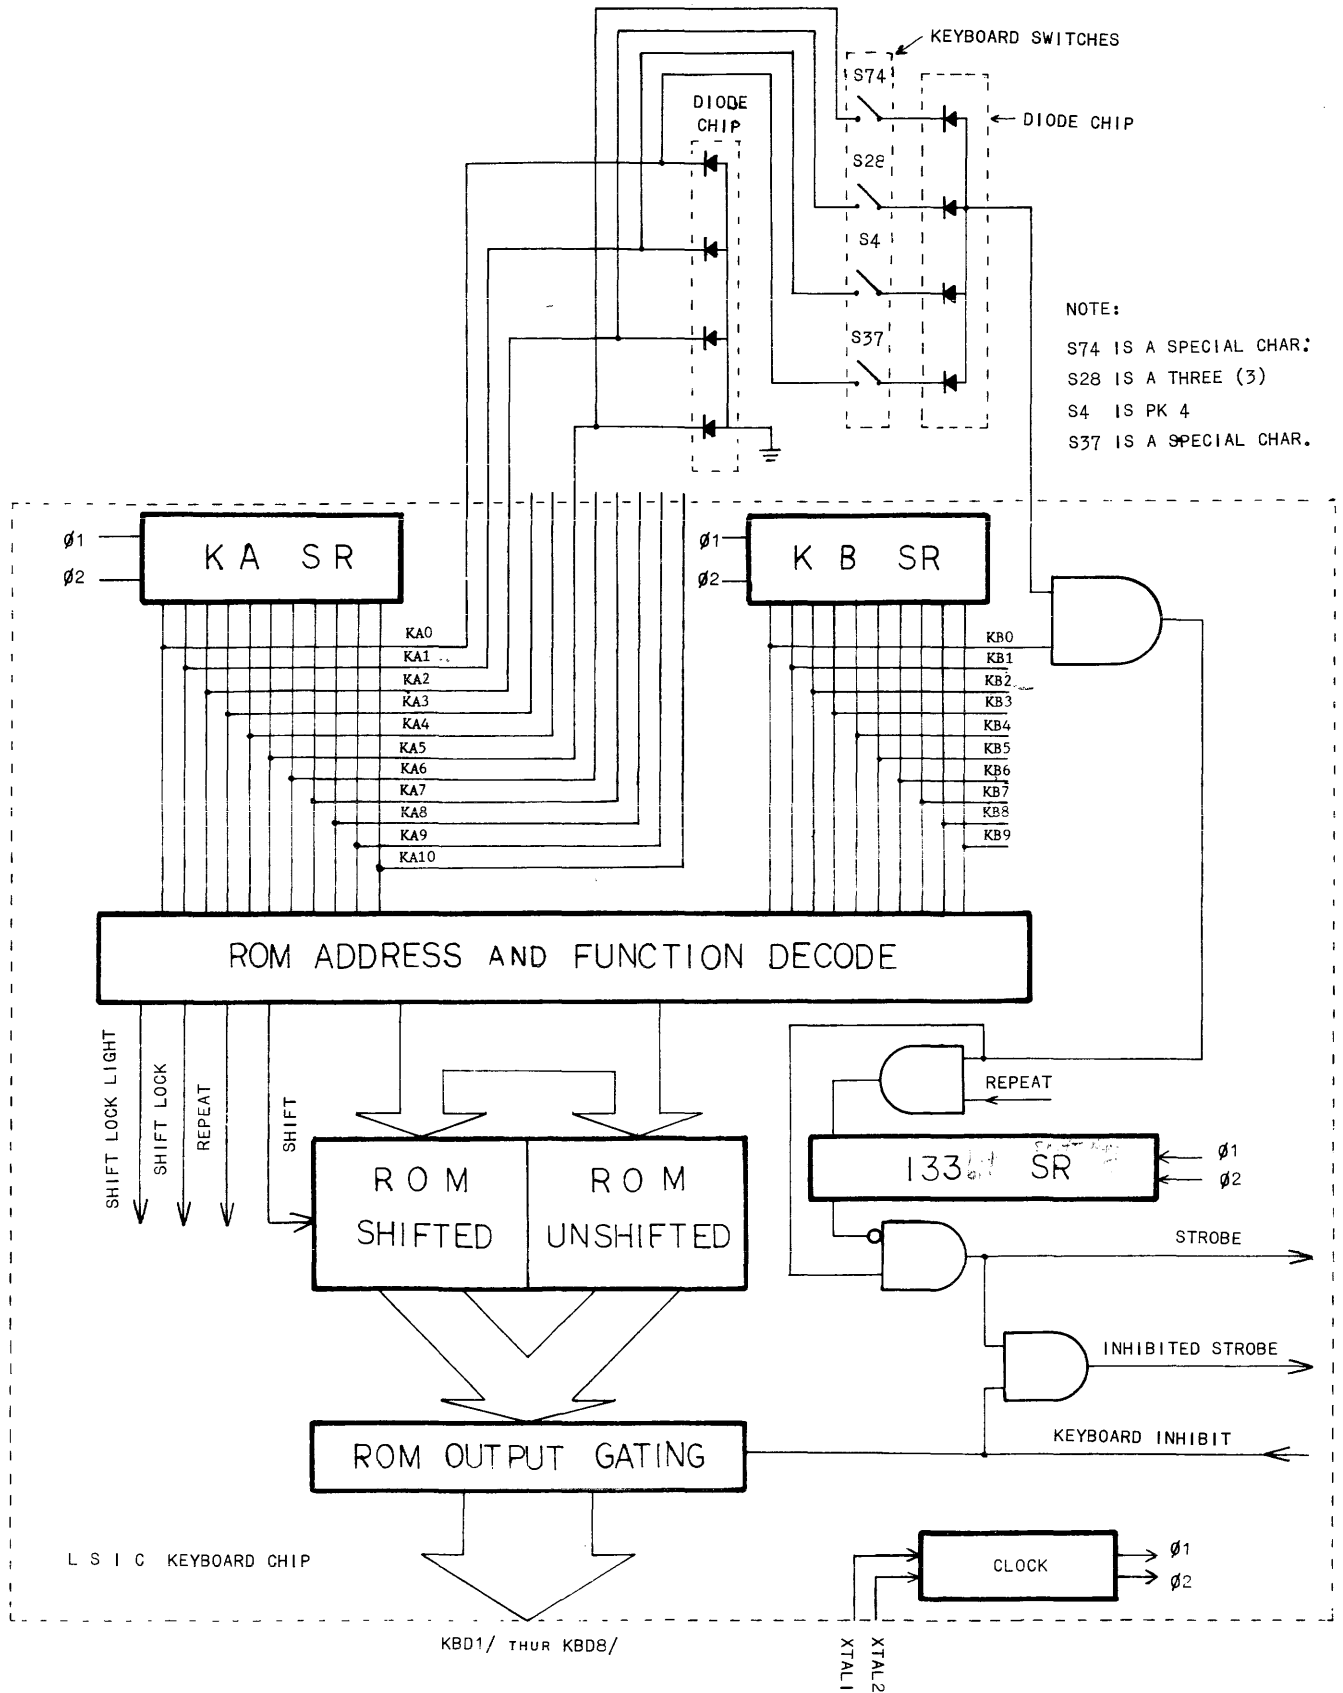 KEYBOARD SWITCHES
S74
DIODE CHIP
DIODE CHIP
S28
S4
S37
NOTE:
S74 IS A SPECIAL CHAR.
S28 IS A THREE (3)
S4 IS PK 4
S37 IS A SPECIAL CHAR.
Ø1
Ø2
KA SR
Ø1
Ø2
KB SR
KA0
KA1
KA2
KA3
KA4
KA5
KA6
KA7
KA8
KA9
KA10
KB0
KB1
KB2
KB3
KB4
KB5
KB6
KB7
KB8
KB9
ROM ADDRESS AND FUNCTION DECODE
SHIFT LOCK LIGHT
SHIFT LOCK
REPEAT
SHIFT
REPEAT
ROM SHIFTED
ROM UNSHIFTED
133 SR
Ø1
Ø2
STROBE
INHIBITED STROBE
KEYBOARD INHIBIT
ROM OUTPUT GATING
L S I C KEYBOARD CHIP
CLOCK
Ø1
Ø2
KBD1/ THUR KBD8/
XTAL1
XTAL2